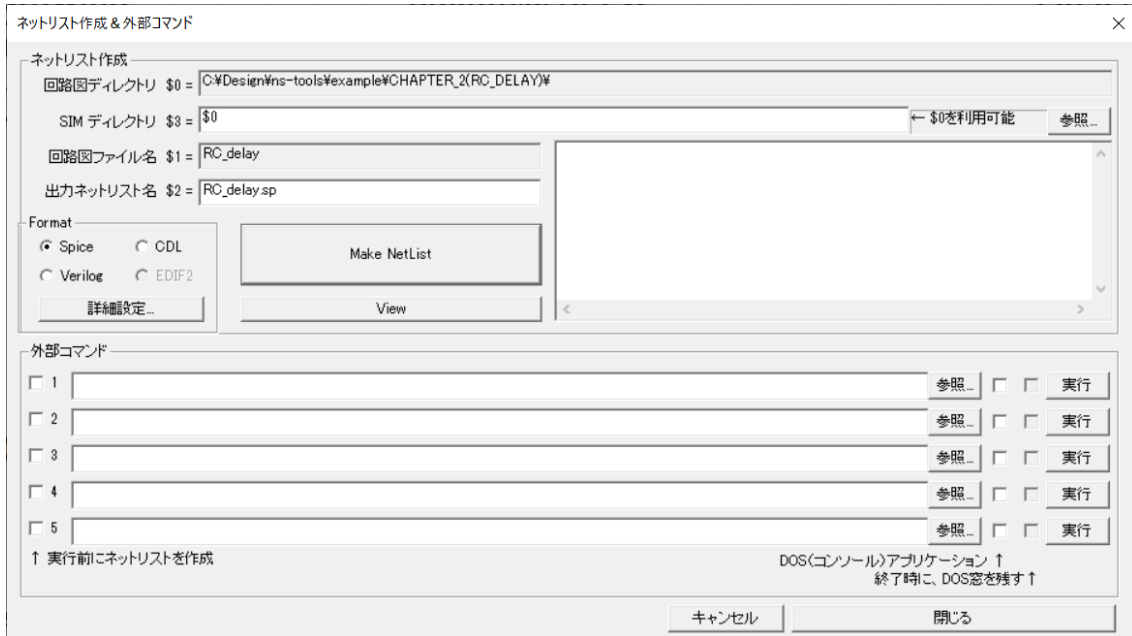 ネットリスト作成 & 外部コマンド
ネットリスト作成
回路図ディレクトリ $0 = C:¥Design¥ns-tools¥example¥CHAPTER_2(RC_DELAY)¥
SIM ディレクトリ $3 = $0 ← $0を利用可能 参照...
回路図ファイル名 $1 = RC_delay
出力ネットリスト名 $2 = RC_delay.sp
Format
Spice CDL
Verilog EDIF2
詳細設定...
Make NetList
View
外部コマンド
1 参照... 実行
2 参照... 実行
3 参照... 実行
4 参照... 実行
5 参照... 実行
↑ 実行前にネットリストを作成
DOS(コンソール)アプリケーション ↑
終了時に、DOS窓を残す ↑
キャンセル 閉じる